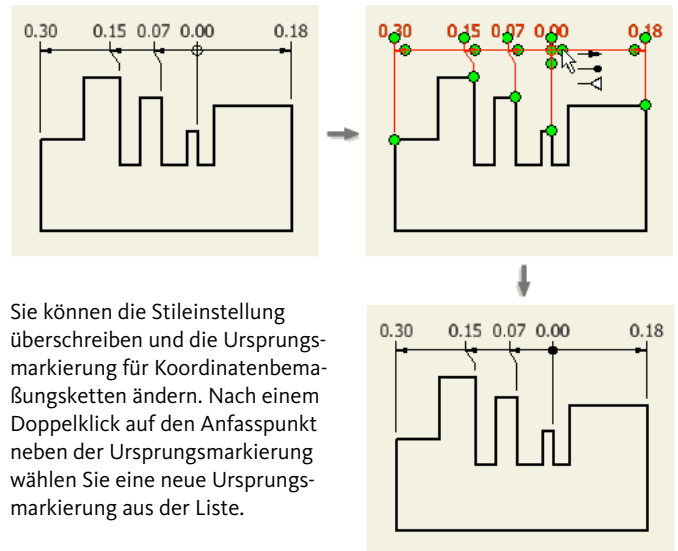 0.30 0.15 0.07 0.00 0.18
0.30 0.15 0.07 0.00 0.18
Sie können die Stileinstellung
überschreiben und die Ursprungs-
markierung für Koordinatenbema-
ßungsketten ändern. Nach einem
Doppelklick auf den Anfasspunkt
neben der Ursprungsmarkierung
wählen Sie eine neue Ursprungs-
markierung aus der Liste.
0.30 0.15 0.07 0.00 0.18